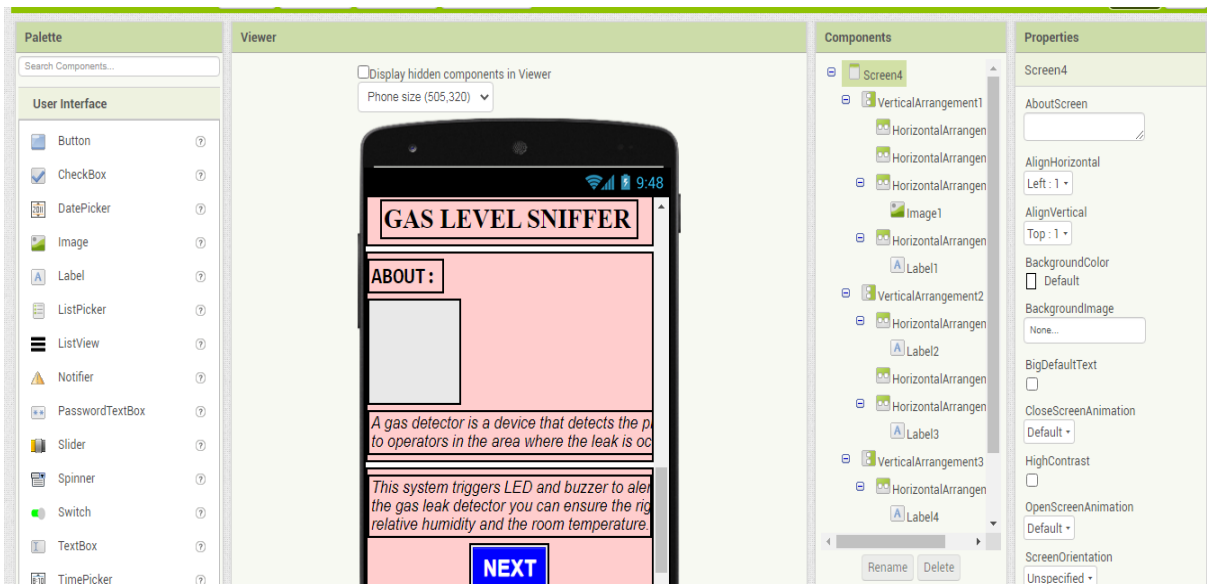 Palette
Search Components...
User Interface
Button
CheckBox
DatePicker
Image
Label
ListPicker
ListView
Notifier
PasswordTextBox
Slider
Spinner
Switch
TextBox
TimePicker
Viewer
Display hidden components in Viewer
Phone size (505,320)
9:48
GAS LEVEL SNIFFER
ABOUT:
A gas detector is a device that detects the p
to operators in the area where the leak is oc
This system triggers LED and buzzer to aler
the gas leak detector you can ensure the rig
relative humidity and the room temperature.
NEXT
Components
Screen4
VerticalArrangement1
HorizontalArrangen
HorizontalArrangen
HorizontalArrangen
Image1
HorizontalArrangen
Label1
VerticalArrangement2
HorizontalArrangen
Label2
HorizontalArrangen
HorizontalArrangen
Label3
VerticalArrangement3
HorizontalArrangen
Label4
Rename Delete
Properties
Screen4
AboutScreen
AlignHorizontal
Left : 1
AlignVertical
Top : 1
BackgroundColor
Default
BackgroundImage
None...
BigDefaultText
CloseScreenAnimation
Default
HighContrast
OpenScreenAnimation
Default
ScreenOrientation
Unspecified